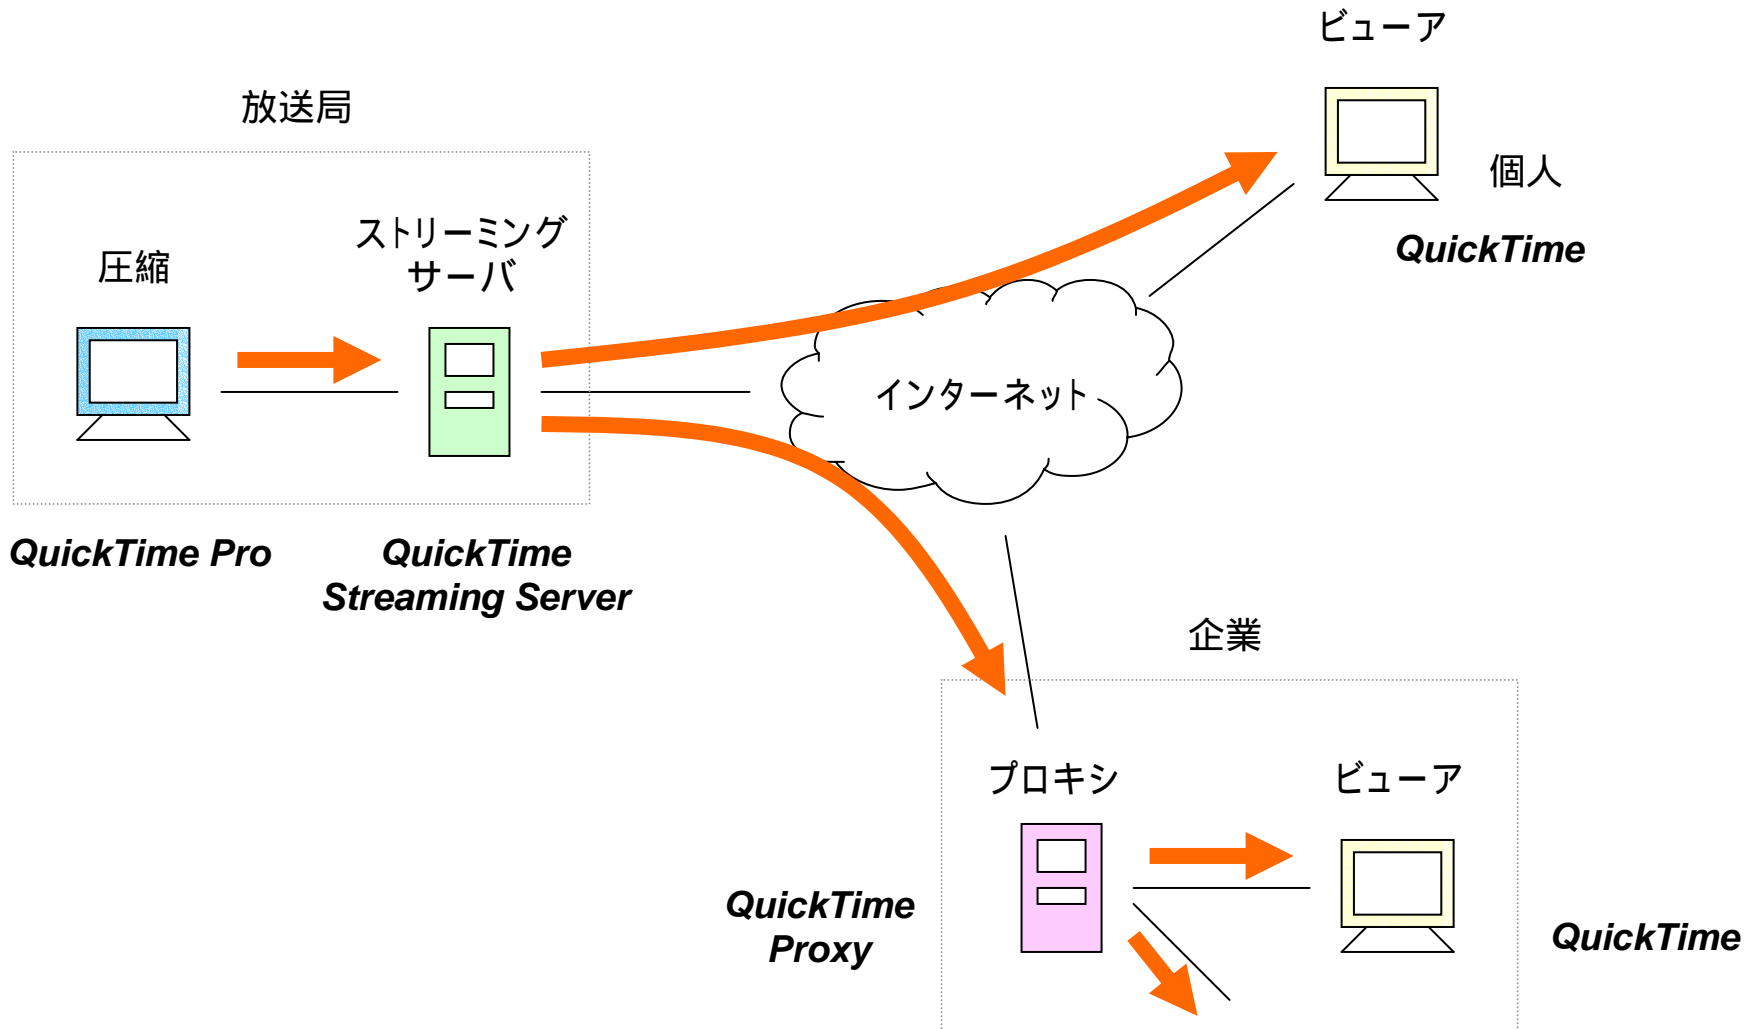 ビューア
放送局
個人
ストリーミング
サーバ
圧縮
QuickTime
インターネット
QuickTime Pro
QuickTime
Streaming Server
企業
プロキシ
ビューア
QuickTime
Proxy
QuickTime